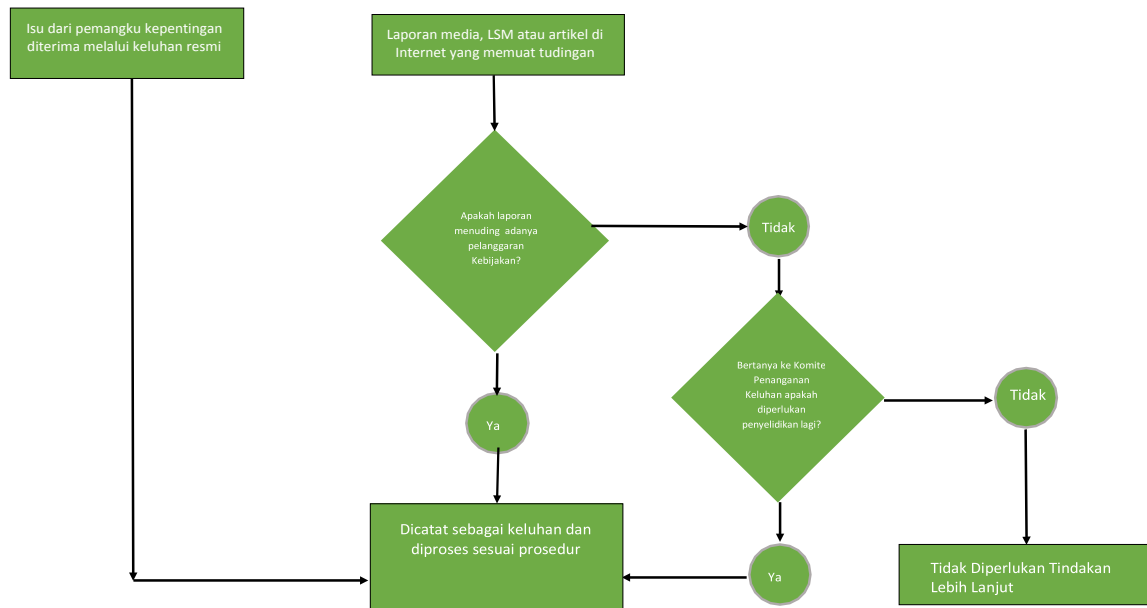 Isu dari pemangku kepentingan
diterima melalui keluhan resmi
Laporan media, LSM atau artikel di
Internet yang memuat tudingan
Apakah laporan
menuding adanya
pelanggaran
Kebijakan?
Tidak
Bertanya ke Komite
Penanganan
Keluhan apakah
diperlukan
penyelidikan lagi?
Tidak
Ya
Dicatat sebagai keluhan dan
diproses sesuai prosedur
Ya
Tidak Diperlukan Tindakan
Lebih Lanjut